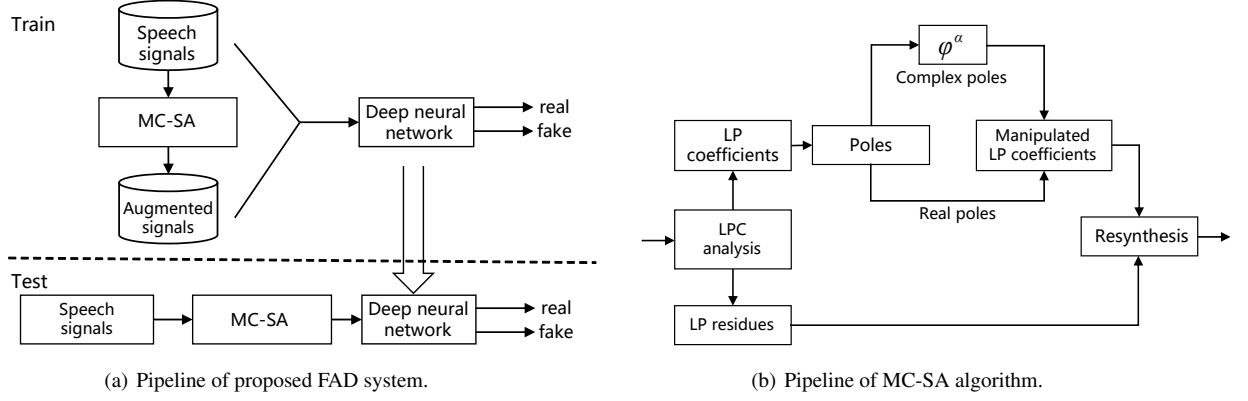 Train
Speech
signals
MC-SA
Augmented
signals
Deep neural
network
real
fake
Test
Speech
signals
MC-SA
Deep neural
network
real
fake
(a) Pipeline of proposed FAD system.
φ^α
Complex poles
LP
coefficients
Poles
Manipulated
LP coefficients
Real poles
LPC
analysis
Resynthesis
LP residues
(b) Pipeline of MC-SA algorithm.